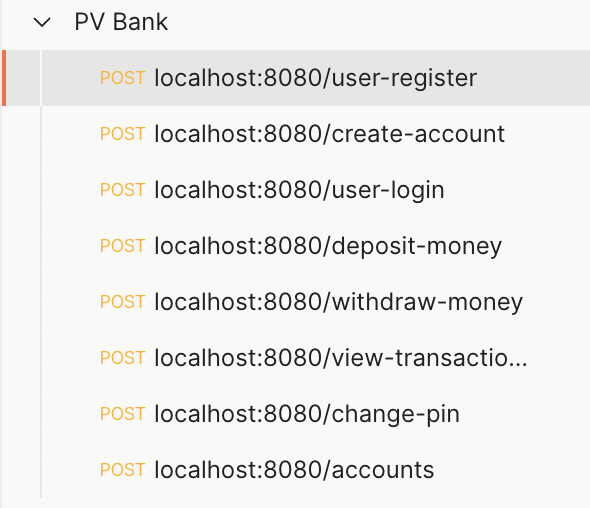 PV Bank
POST localhost:8080/user-register
POST localhost:8080/create-account
POST localhost:8080/user-login
POST localhost:8080/deposit-money
POST localhost:8080/withdraw-money
POST localhost:8080/view-transactio...
POST localhost:8080/change-pin
POST localhost:8080/accounts